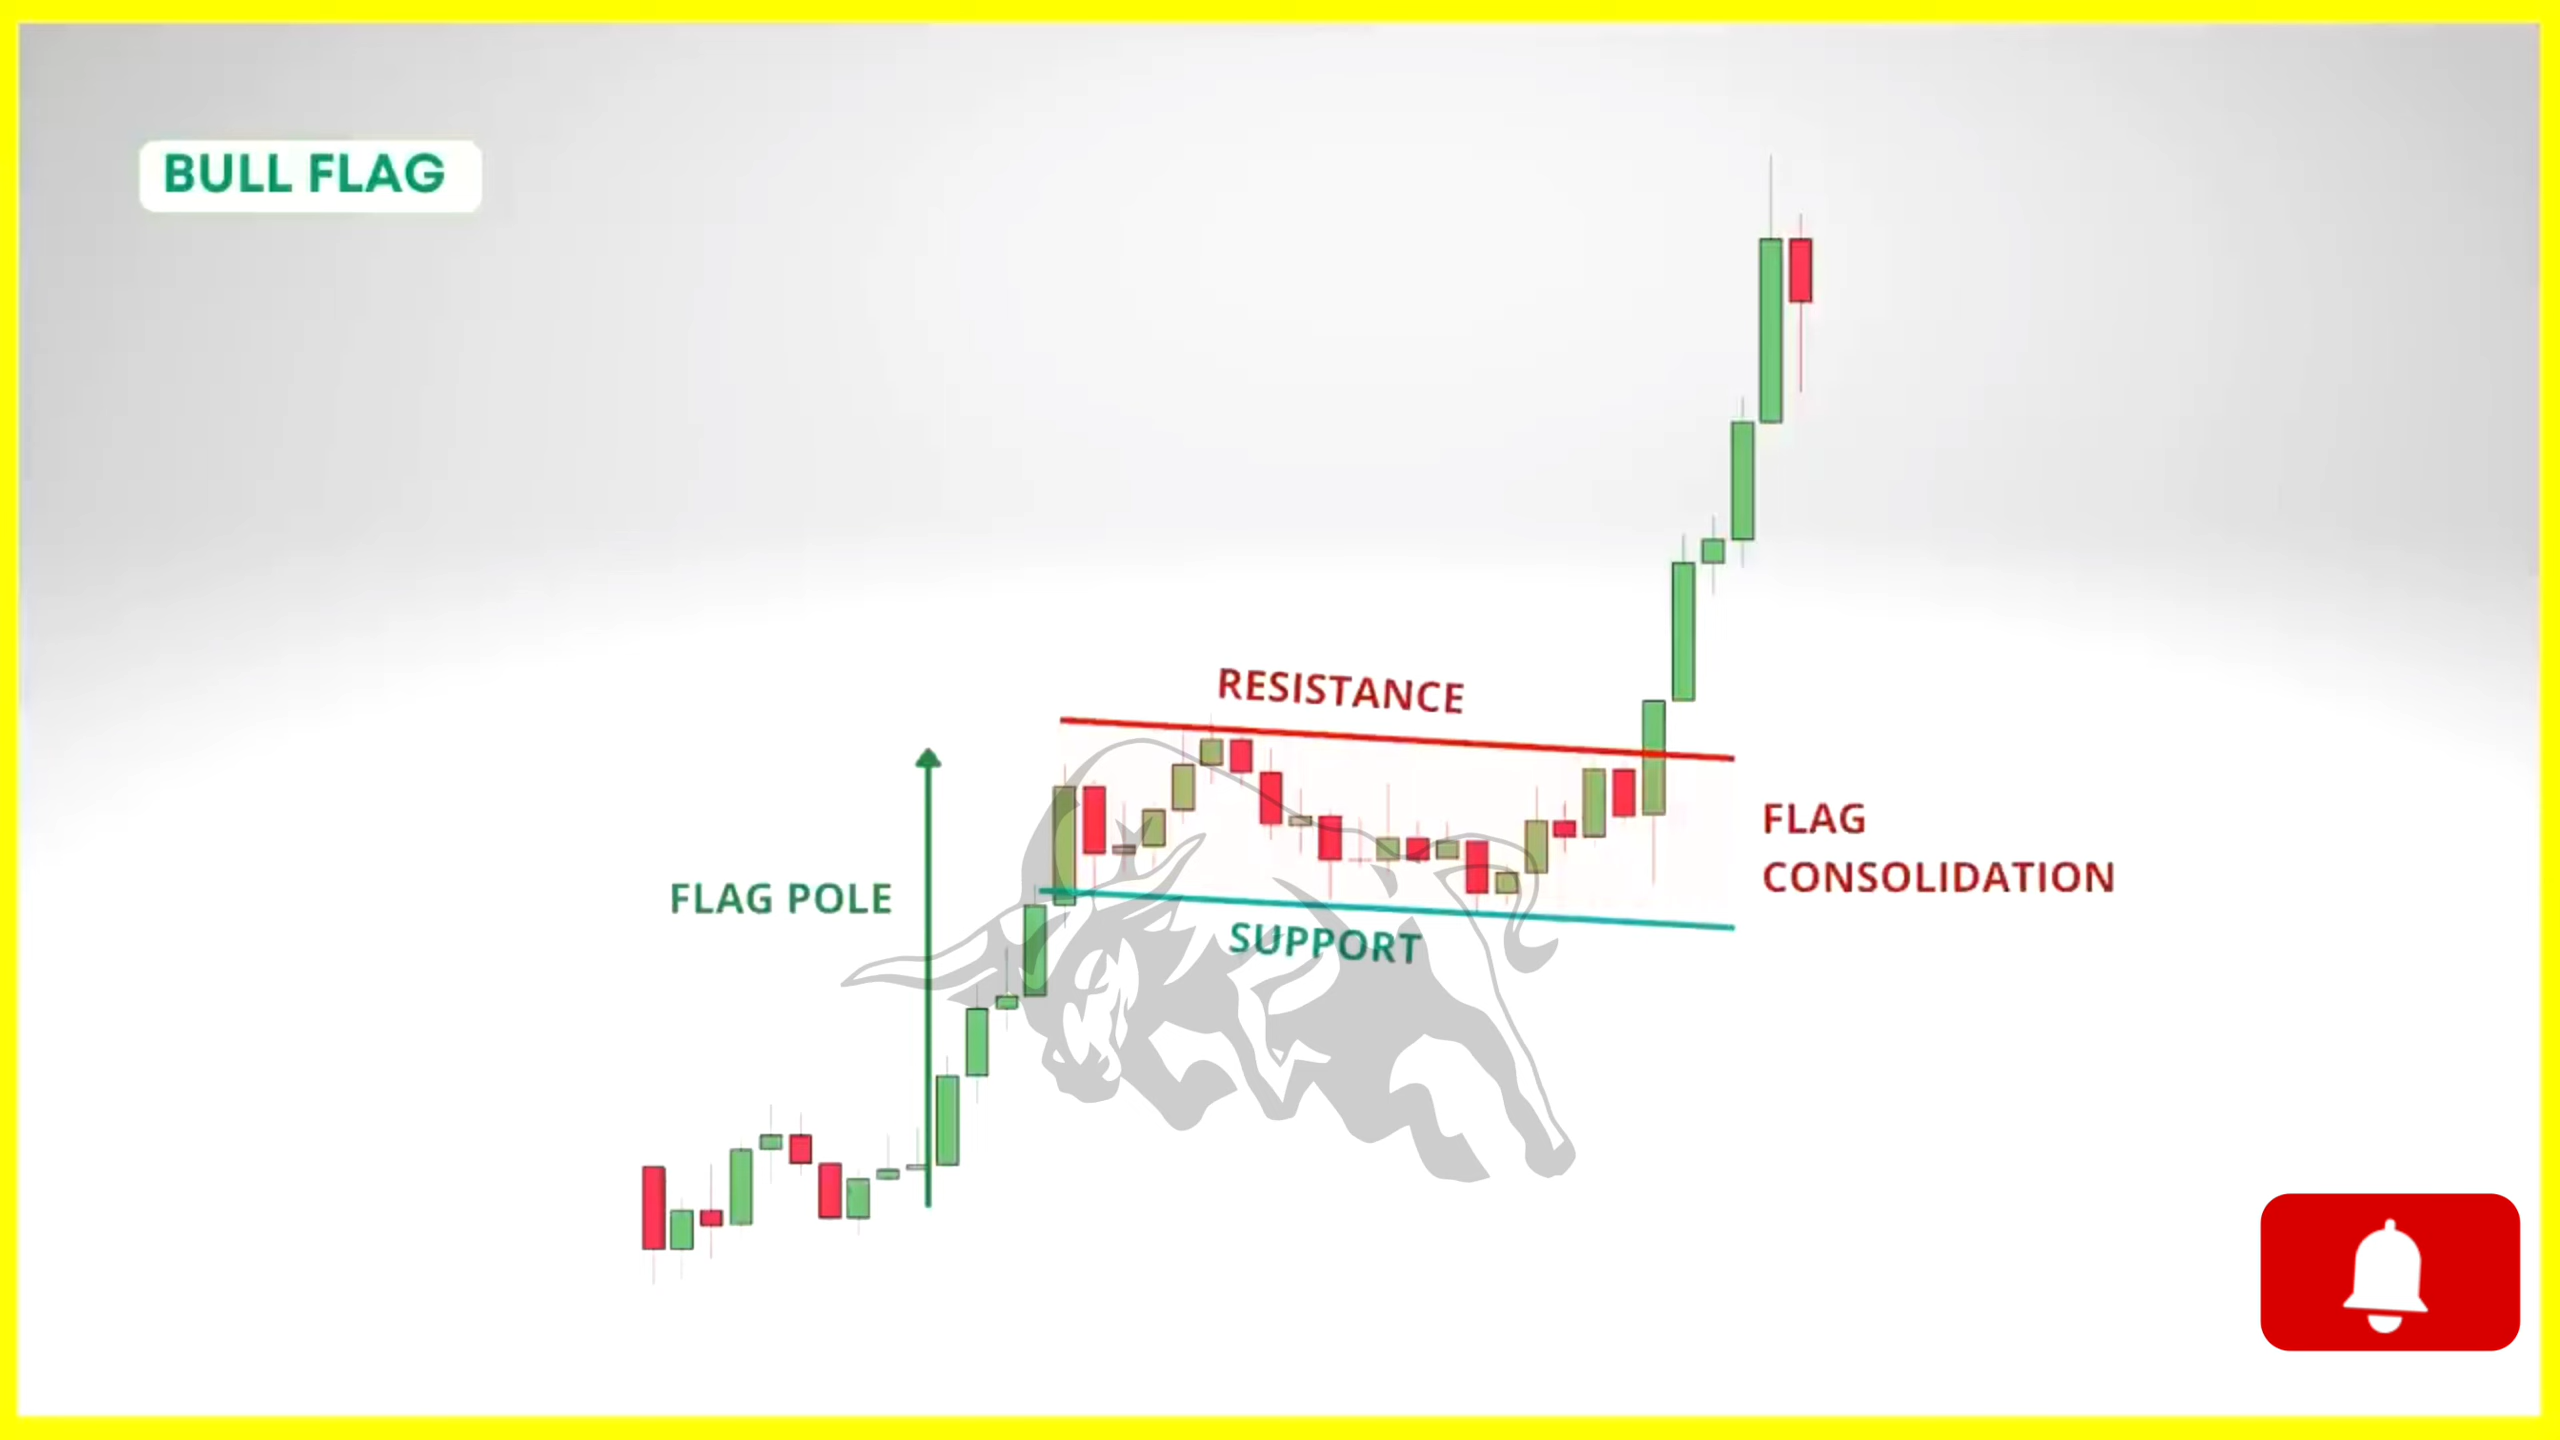 BULL FLAG
RESISTANCE
FLAG
CONSOLIDATION
FLAG POLE
SUPPORT